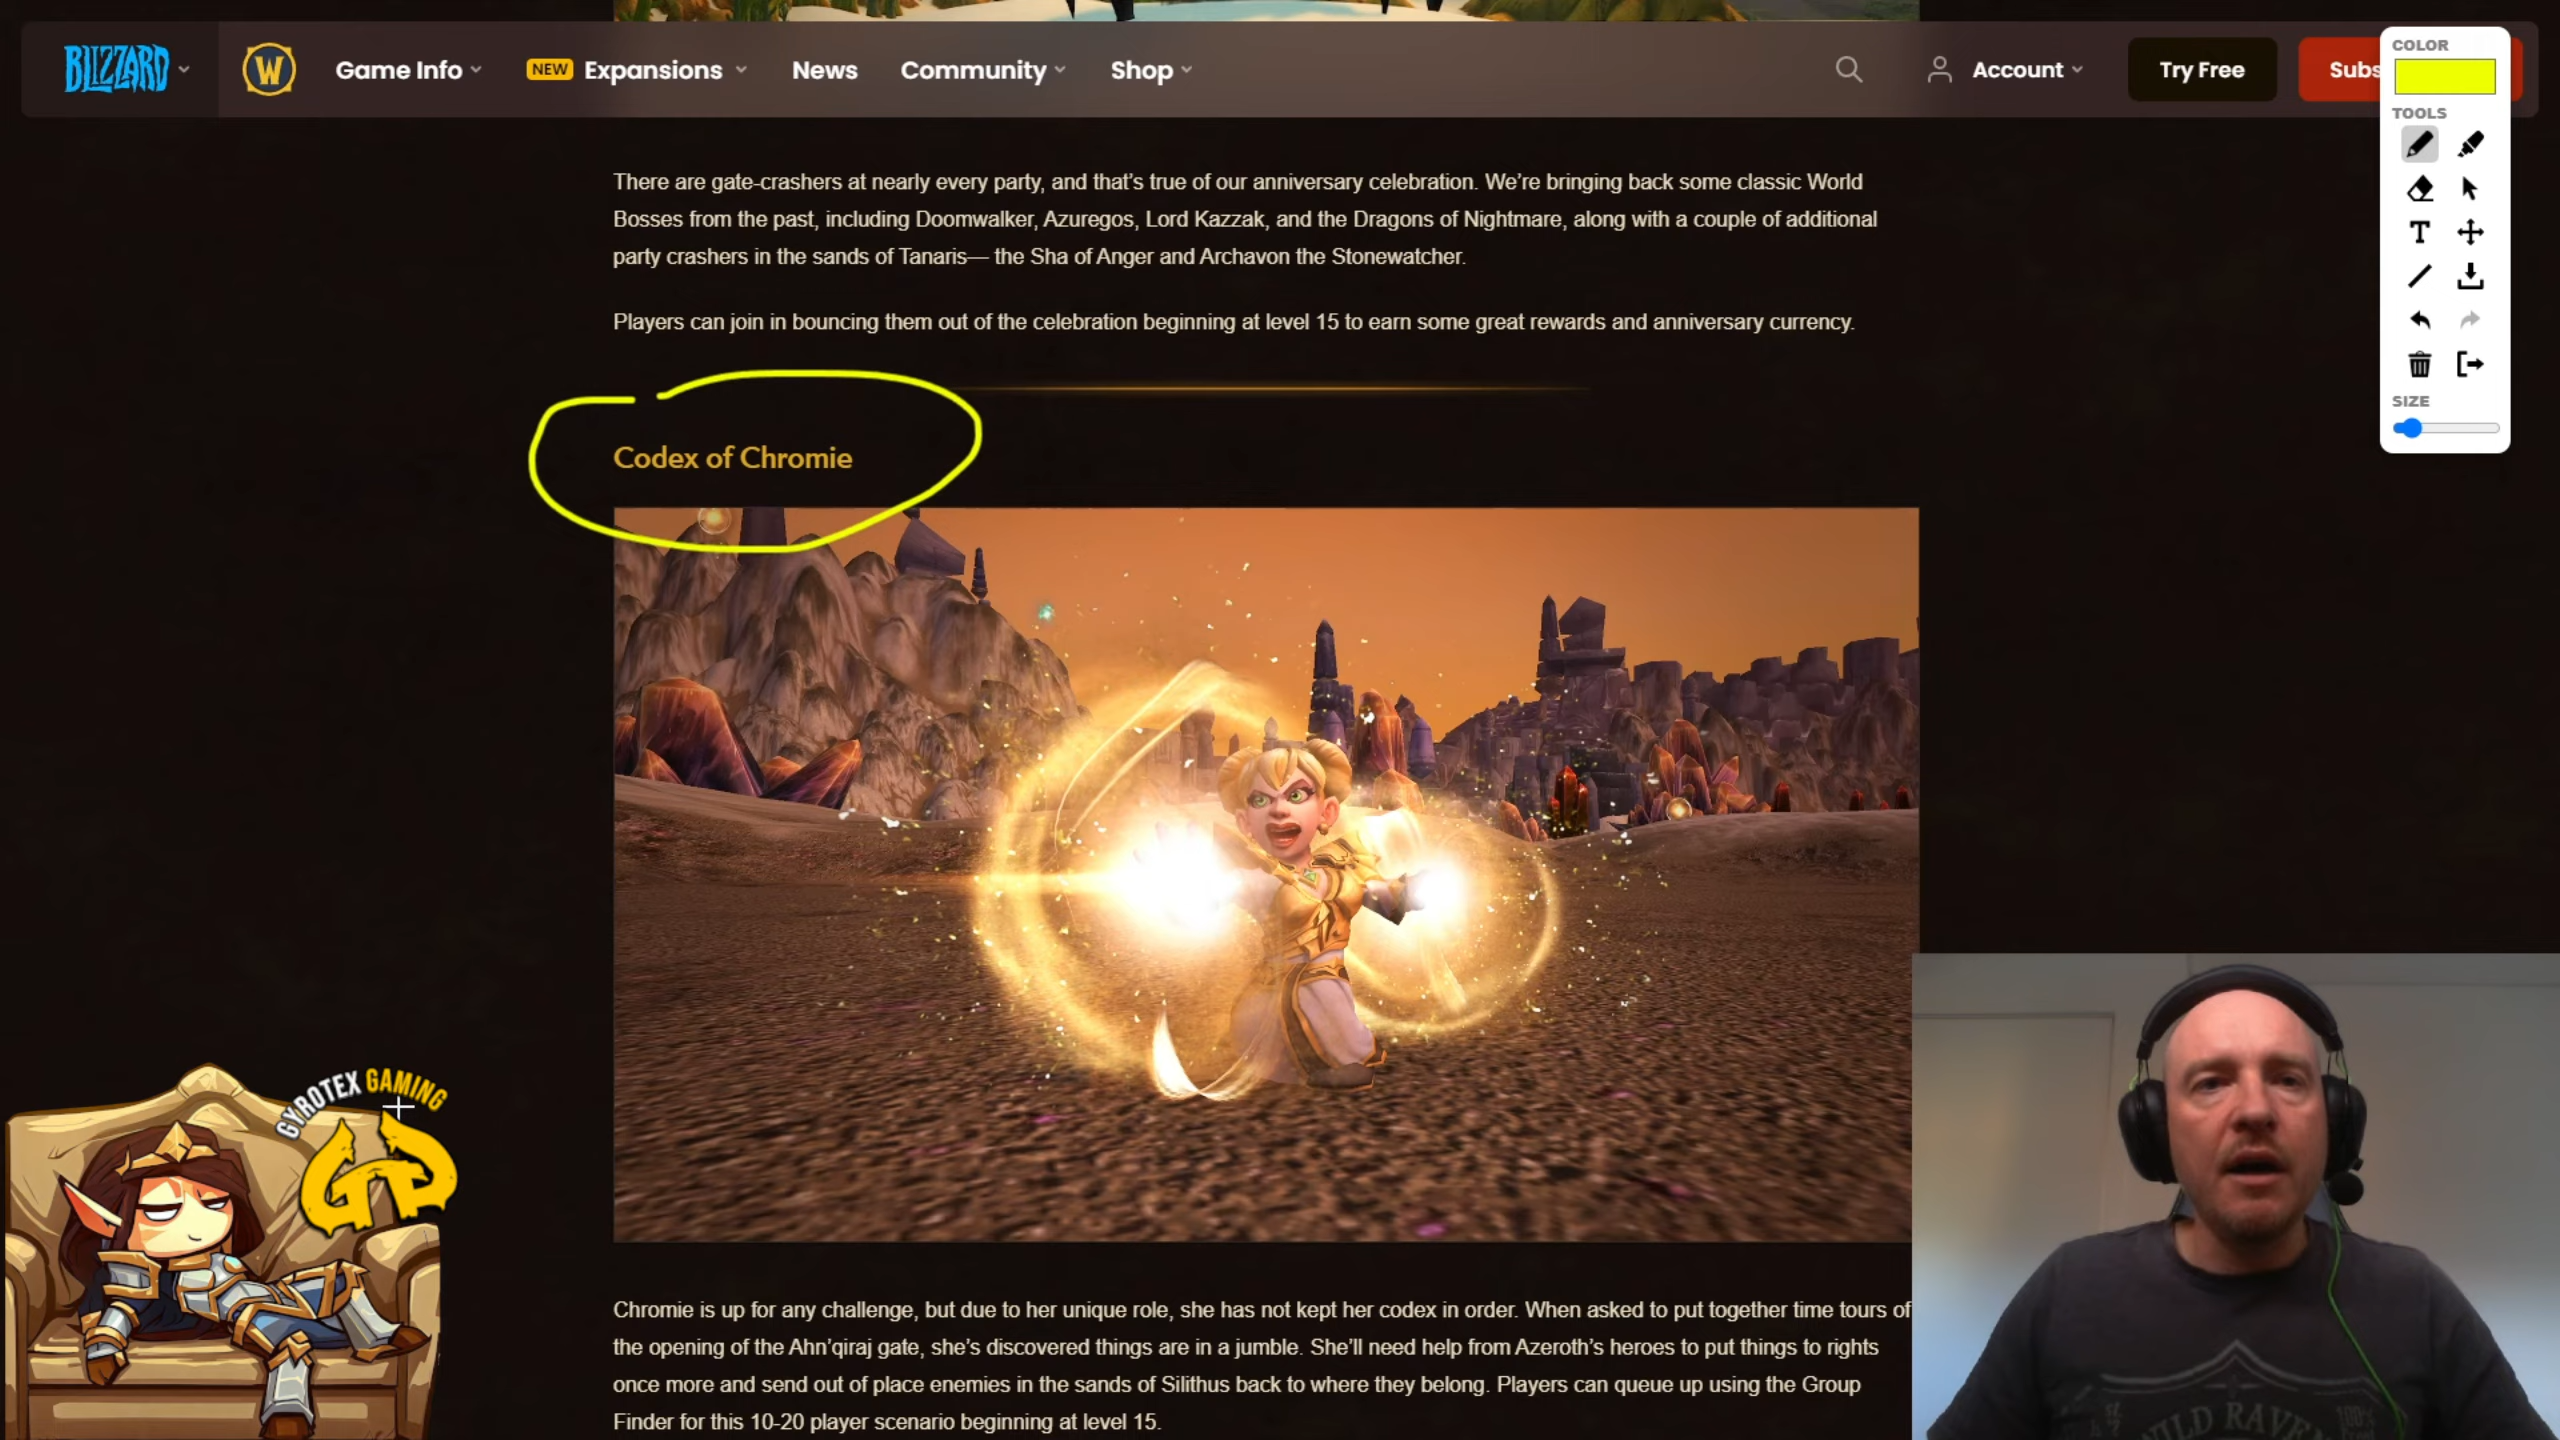 BLIZZARD
W
Game Info
NEW Expansions
News
Community
Shop
Account
Try Free
Subs
COLOR
TOOLS
T
SIZE
There are gate-crashers at nearly every party, and that’s true of our anniversary celebration. We’re bringing back some classic World
Bosses from the past, including Doomwalker, Azuregos, Lord Kazzak, and the Dragons of Nightmare, along with a couple of additional
party crashers in the sands of Tanaris— the Sha of Anger and Archavon the Stonewatcher.
Players can join in bouncing them out of the celebration beginning at level 15 to earn some great rewards and anniversary currency.
Codex of Chromie
GYROTEX GAMING
GG
Chromie is up for any challenge, but due to her unique role, she has not kept her codex in order. When asked to put together time tours of
the opening of the Ahn’qiraj gate, she’s discovered things are in a jumble. She’ll need help from Azeroth’s heroes to put things to rights
once more and send out of place enemies in the sands of Silithus back to where they belong. Players can queue up using the Group
Finder for this 10-20 player scenario beginning at level 15.